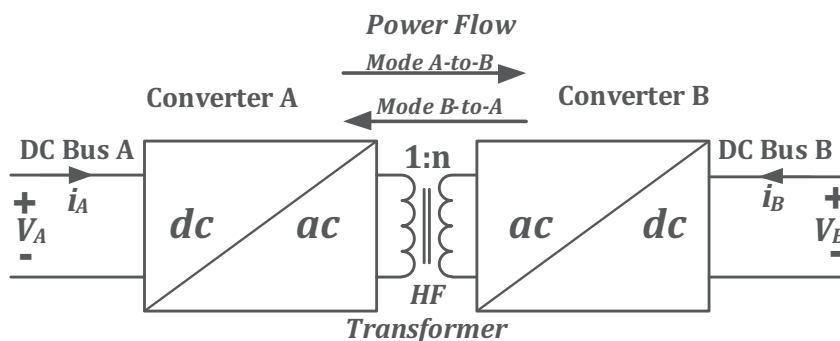 Power Flow
Mode A-to-B
Mode B-to-A
Converter A
Converter B
DC Bus A
1:n
DC Bus B
+
i_A
V_A
-
dc
ac
ac
dc
i_B
+
V_B
-
HF
Transformer